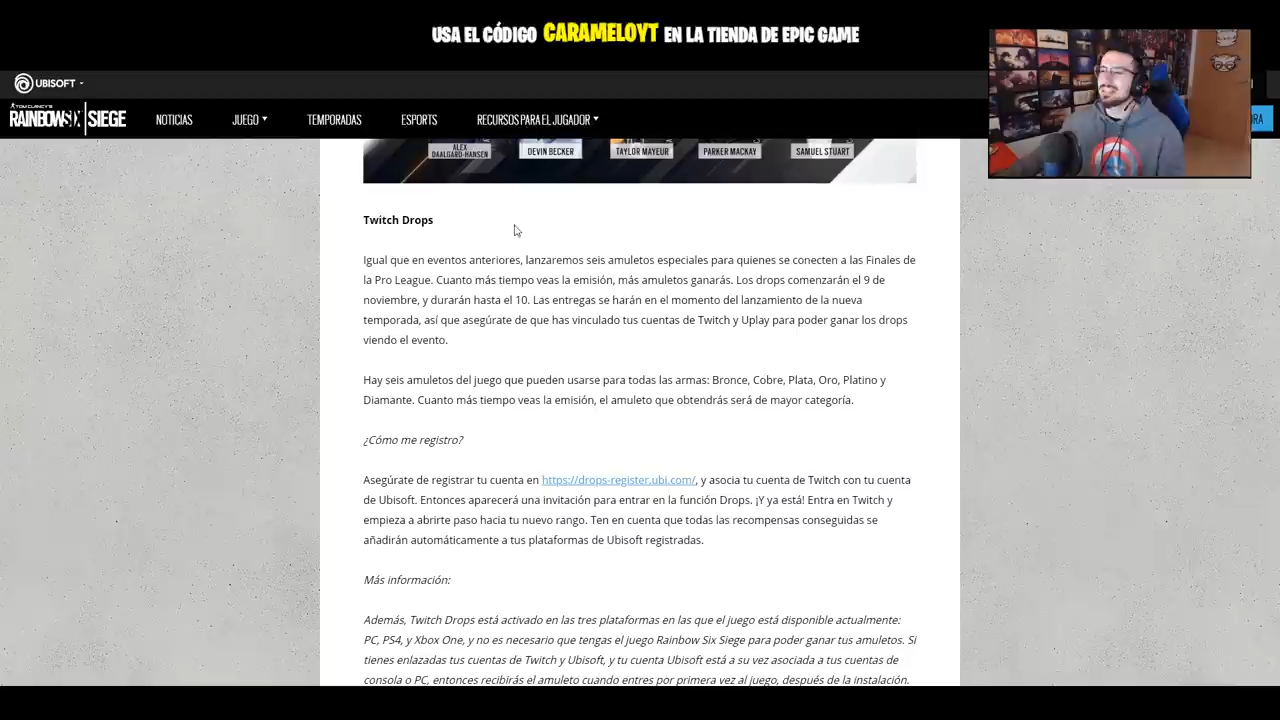 USA EL CÓDIGO CARAMELOYT EN LA TIENDA DE EPIC GAME
UBISOFT
TOM CLANCY'S
RAINBOW SIX | SIEGE
NOTICIAS
JUEGO
TEMPORADAS
ESPORTS
RECURSOS PARA EL JUGADOR
ALEX
DAALGARD-HANSEN
DEVIN BECKER
TAYLOR MAYEUR
PARKER MACKAY
SAMUEL STUART
Twitch Drops
Igual que en eventos anteriores, lanzaremos seis amuletos especiales para quienes se conecten a las Finales de
la Pro League. Cuanto más tiempo veas la emisión, más amuletos ganarás. Los drops comenzarán el 9 de
noviembre, y durarán hasta el 10. Las entregas se harán en el momento del lanzamiento de la nueva
temporada, así que asegúrate de que has vinculado tus cuentas de Twitch y Uplay para poder ganar los drops
viendo el evento.
Hay seis amuletos del juego que pueden usarse para todas las armas: Bronce, Cobre, Plata, Oro, Platino y
Diamante. Cuanto más tiempo veas la emisión, el amuleto que obtendrás será de mayor categoría.
¿Cómo me registro?
Asegúrate de registrar tu cuenta en https://drops-register.ubi.com/, y asocia tu cuenta de Twitch con tu cuenta
de Ubisoft. Entonces aparecerá una invitación para entrar en la función Drops. ¡Y ya está! Entra en Twitch y
empieza a abrirte paso hacia tu nuevo rango. Ten en cuenta que todas las recompensas conseguidas se
añadirán automáticamente a tus plataformas de Ubisoft registradas.
Más información:
Además, Twitch Drops está activado en las tres plataformas en las que el juego está disponible actualmente:
PC, PS4, y Xbox One, y no es necesario que tengas el juego Rainbow Six Siege para poder ganar tus amuletos. Si
tienes enlazadas tus cuentas de Twitch y Ubisoft, y tu cuenta Ubisoft está a su vez asociada a tus cuentas de
consola o PC, entonces recibirás el amuleto cuando entres por primera vez al juego, después de la instalación.